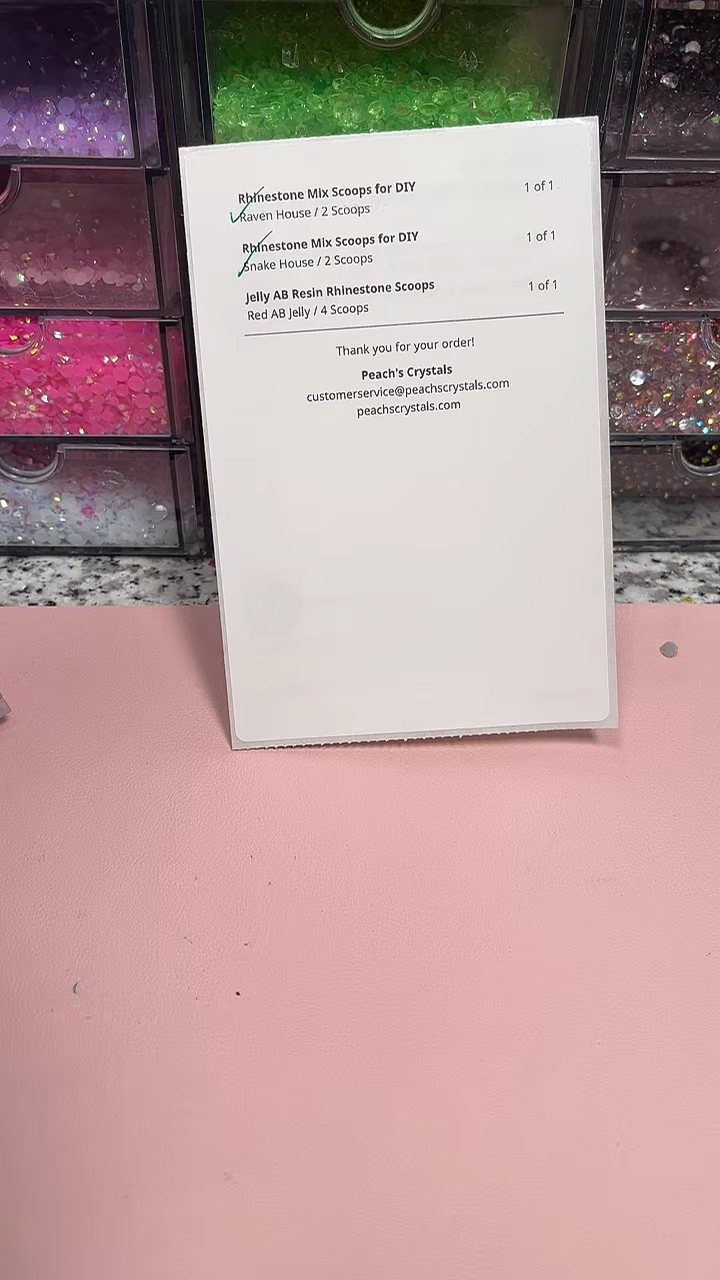 Rhinestone Mix Scoops for DIY 1 of 1
Raven House / 2 Scoops
Rhinestone Mix Scoops for DIY 1 of 1
Snake House / 2 Scoops
Jelly AB Resin Rhinestone Scoops 1 of 1
Red AB Jelly / 4 Scoops
Thank you for your order!
Peach's Crystals
customerservice@peachscrystals.com
peachscrystals.com